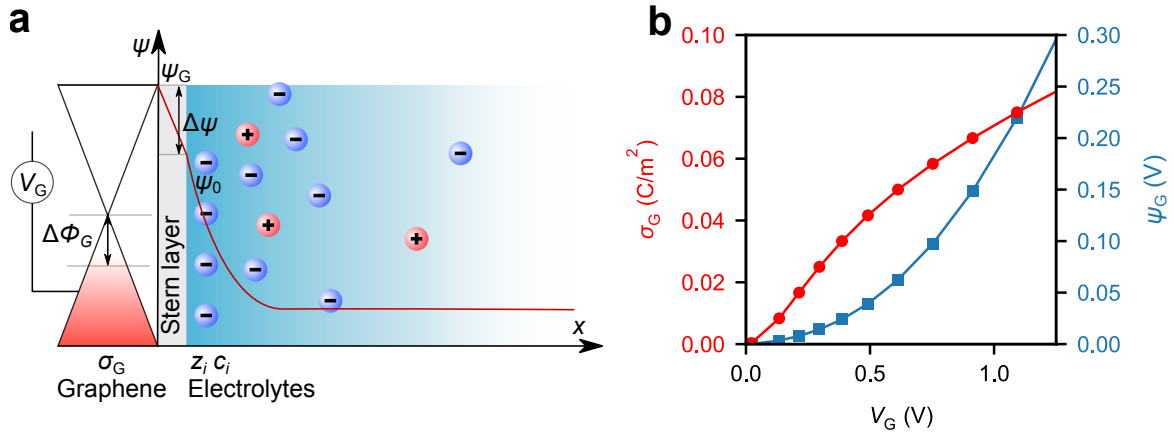 a
ψ
ψG
Δψ
VG
ψ0
ΔΦG
Stern layer
x
σG
zi ci
Graphene
Electrolytes
b
0.10
0.08
0.06
0.04
0.02
0.00
σG (C/m²)
0.30
0.25
0.20
0.15
0.10
0.05
0.00
ψG (V)
0.0
0.5
1.0
VG (V)